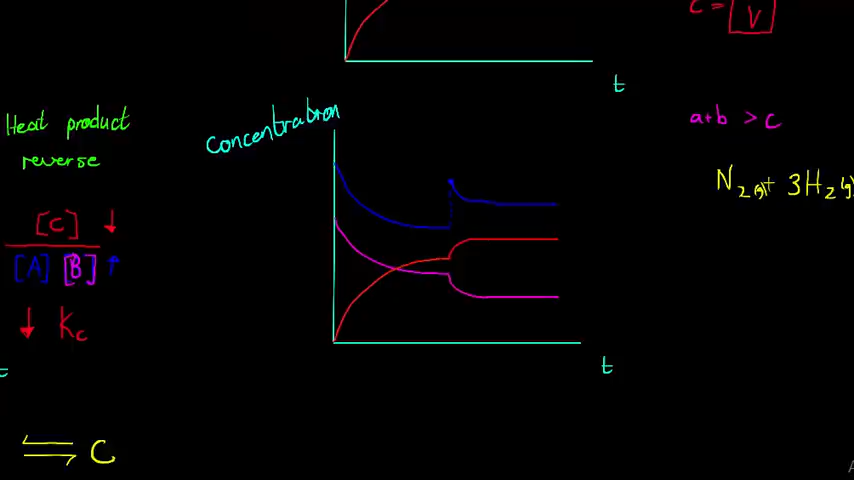 c = V
t
Heat product
reverse
Concentration
a+b > c
N2(g)+ 3H2(g)
[C] ↓
[A] [B] ↑
↓ Kc
t
⇌ C